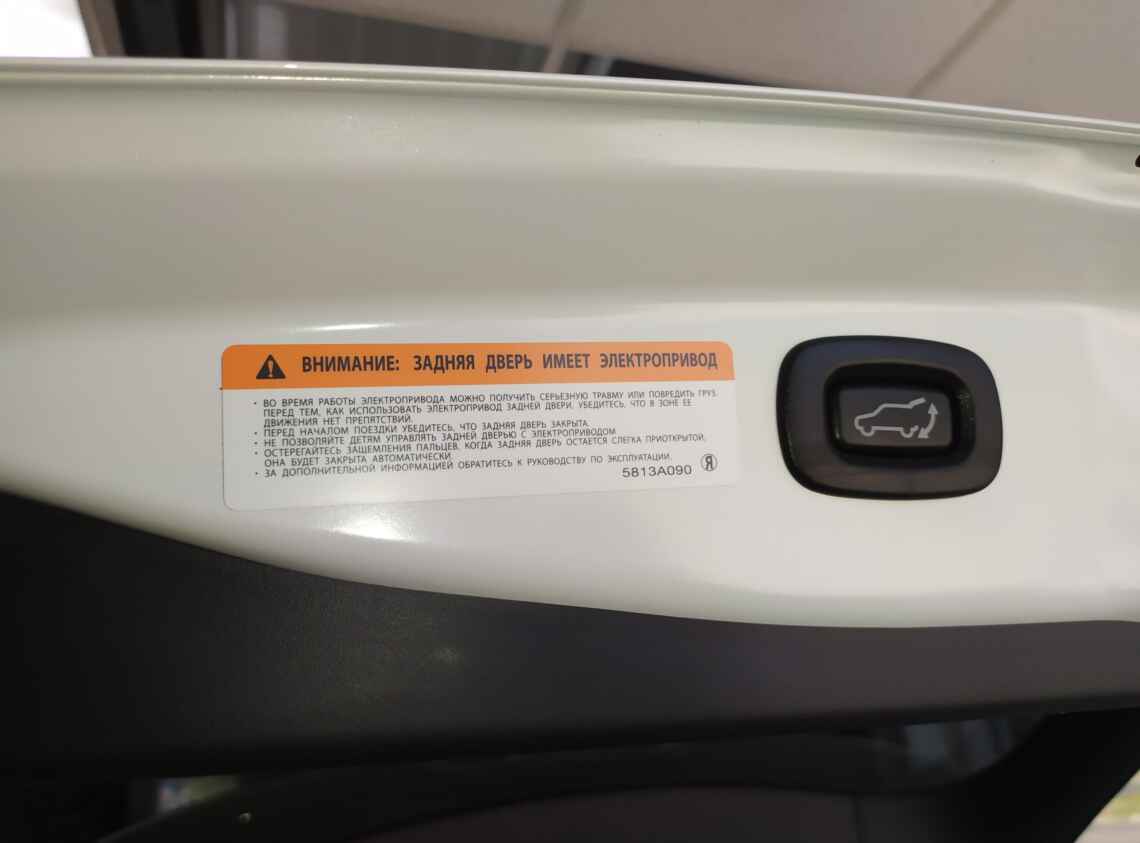 ВНИМАНИЕ: ЗАДНЯЯ ДВЕРЬ ИМЕЕТ ЭЛЕКТРОПРИВОД
• ВО ВРЕМЯ РАБОТЫ ЭЛЕКТРОПРИВОДА МОЖНО ПОЛУЧИТЬ СЕРЬЕЗНУЮ ТРАВМУ ИЛИ ПОВРЕДИТЬ ГРУЗ.
ПЕРЕД ТЕМ, КАК ИСПОЛЬЗОВАТЬ ЭЛЕКТРОПРИВОД ЗАДНЕЙ ДВЕРИ, УБЕДИТЕСЬ, ЧТО В ЗОНЕ ЕЕ
ДВИЖЕНИЯ НЕТ ПРЕПЯТСТВИЙ.
• ПЕРЕД НАЧАЛОМ ПОЕЗДКИ УБЕДИТЕСЬ, ЧТО ЗАДНЯЯ ДВЕРЬ ЗАКРЫТА.
• НЕ ПОЗВОЛЯЙТЕ ДЕТЯМ УПРАВЛЯТЬ ЗАДНЕЙ ДВЕРЬЮ С ЭЛЕКТРОПРИВОДОМ.
• ОСТЕРЕГАЙТЕСЬ ЗАЩЕМЛЕНИЯ ПАЛЬЦЕВ, КОГДА ЗАДНЯЯ ДВЕРЬ ОСТАЕТСЯ СЛЕГКА ПРИОТКРЫТОЙ,
ОНА БУДЕТ ЗАКРЫТА АВТОМАТИЧЕСКИ.
• ЗА ДОПОЛНИТЕЛЬНОЙ ИНФОРМАЦИЕЙ ОБРАТИТЕСЬ К РУКОВОДСТВУ ПО ЭКСПЛУАТАЦИИ.
5813A090 Я